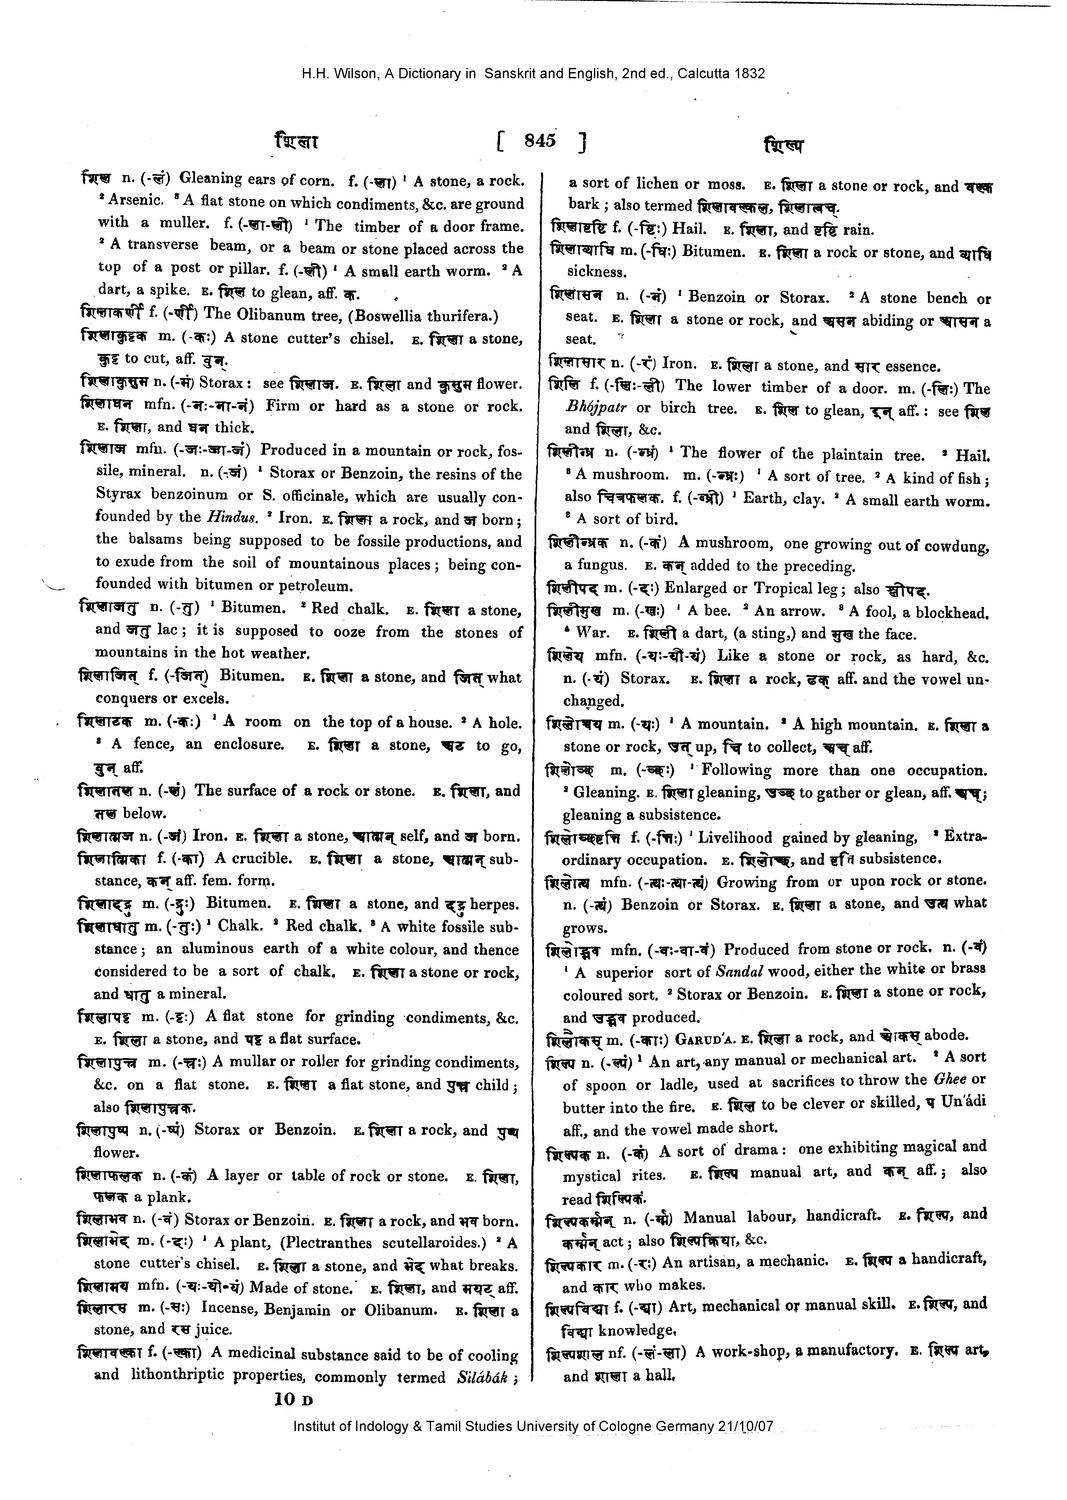 H.H. Wilson, A Dictionary in Sanskrit and English, 2nd ed., Calcutta 1832
शिला [ 845 ] शिल्प
शिल n. (-लं) Gleaning ears of corn. f. (-ला) ¹ A stone, a rock.
² Arsenic. ³ A flat stone on which condiments, &c. are ground
with a muller. f. (-ला-ली) ¹ The timber of a door frame.
² A transverse beam, or a beam or stone placed across the
top of a post or pillar. f. (-ली) ¹ A small earth worm. ² A
dart, a spike. E. शिल to glean, aff. क.
शिलाकर्णी f. (-र्णी) The Olibanum tree, (Boswellia thurifera.)
शिलाकुट्टक m. (-कः) A stone cutter's chisel. E. शिला a stone,
कुट्ट to cut, aff. वुन्.
शिलाकुसुम n. (-मं) Storax: see शिलाज. E. शिला and कुसुम flower.
शिलाघन mfn. (-नः-ना-नं) Firm or hard as a stone or rock.
E. शिला, and घन thick.
शिलाज mfn. (-जः-जा-जं) Produced in a mountain or rock, fos-
sile, mineral. n. (-जं) ¹ Storax or Benzoin, the resins of the
Styrax benzoinum or S. officinale, which are usually con-
founded by the Hindus. ² Iron. E. शिला a rock, and ज born;
the balsams being supposed to be fossile productions, and
to exude from the soil of mountainous places; being con-
founded with bitumen or petroleum.
शिलाजतु n. (-तु) ¹ Bitumen. ² Red chalk. E. शिला a stone,
and जतु lac; it is supposed to ooze from the stones of
mountains in the hot weather.
शिलाजित् f. (-जित्) Bitumen. E. शिला a stone, and जित् what
conquers or excels.
शिलाटक m. (-कः) ¹ A room on the top of a house. ² A hole.
³ A fence, an enclosure. E. शिला a stone, अट to go,
वुन् aff.
शिलातल n. (-लं) The surface of a rock or stone. E. शिला, and
तल below.
शिलात्मज n. (-जं) Iron. E. शिला a stone, आत्मन् self, and ज born.
शिलात्मिका f. (-का) A crucible. E. शिला a stone, आत्मन् sub-
stance, कन् aff. fem. form.
शिलादद्रु m. (-द्रुः) Bitumen. E. शिला a stone, and दद्रु herpes.
शिलाधातु m. (-तुः) ¹ Chalk. ² Red chalk. ³ A white fossile sub-
stance; an aluminous earth of a white colour, and thence
considered to be a sort of chalk. E. शिला a stone or rock,
and धातु a mineral.
शिलापट्ट m. (-ट्टः) A flat stone for grinding condiments, &c.
E. शिला a stone, and पट्ट a flat surface.
शिलापुत्त्र m. (-त्त्रः) A mullar or roller for grinding condiments,
&c. on a flat stone. E. शिला a flat stone, and पुत्त्र child;
also शिलापुत्त्रक.
शिलापुष्प n. (-ष्पं) Storax or Benzoin. E. शिला a rock, and पुष्प
flower.
शिलाफलक n. (-कं) A layer or table of rock or stone. E. शिला,
फलक a plank.
शिलाभव n. (-वं) Storax or Benzoin. E. शिला a rock, and भव born.
शिलाभेद m. (-दः) ¹ A plant, (Plectranthes scutellaroides.) ² A
stone cutter's chisel. E. शिला a stone, and भेद what breaks.
शिलामय mfn. (-यः-यी-यं) Made of stone. E. शिला, and मयट् aff.
शिलारस m. (-सः) Incense, Benjamin or Olibanum. E. शिला a
stone, and रस juice.
शिलावल्का f. (-ल्का) A medicinal substance said to be of cooling
and lithonthriptic properties, commonly termed Silábák;
10 D
a sort of lichen or moss. E. शिला a stone or rock, and वल्क
bark; also termed शिलावल्कल, शिलात्वच्.
शिलावृष्टि f. (-ष्टिः) Hail. E. शिला, and वृष्टि rain.
शिलाव्याधि m. (-धिः) Bitumen. E. शिला a rock or stone, and व्याधि
sickness.
शिलासन n. (-नं) ¹ Benzoin or Storax. ² A stone bench or
seat. E. शिला a stone or rock, and असन abiding or आसन a
seat.
शिलासार n. (-रं) Iron. E. शिला a stone, and सार essence.
शिलि f. (-लिः-ली) The lower timber of a door. m. (-लिः) The
Bhójpatr or birch tree. E. शिल to glean, इन् aff.: see शिल
and शिला, &c.
शिलीन्ध्र n. (-न्ध्रं) ¹ The flower of the plaintain tree. ² Hail.
³ A mushroom. m. (-न्ध्रः) ¹ A sort of tree. ² A kind of fish;
also चित्रफलक. f. (-न्ध्री) ¹ Earth, clay. ² A small earth worm.
³ A sort of bird.
शिलीन्ध्रक n. (-कं) A mushroom, one growing out of cowdung,
a fungus. E. कन् added to the preceding.
शिलीपद m. (-दः) Enlarged or Tropical leg; also श्लीपद.
शिलीमुख m. (-खः) ¹ A bee. ² An arrow. ³ A fool, a blockhead.
⁴ War. E. शिली a dart, (a sting,) and मुख the face.
शिलेय mfn. (-यः-यी-यं) Like a stone or rock, as hard, &c.
n. (-यं) Storax. E. शिला a rock, ढक् aff. and the vowel un-
changed.
शिलोच्चय m. (-यः) ¹ A mountain. ² A high mountain. E. शिला a
stone or rock, उत् up, चि to collect, अच् aff.
शिलोञ्छ m. (-ञ्छः) ¹ Following more than one occupation.
² Gleaning. E. शिला gleaning, उञ्छ to gather or glean, aff. अच्;
gleaning a subsistence.
शिलोञ्छवृत्ति f. (-त्तिः) ¹ Livelihood gained by gleaning, ² Extra-
ordinary occupation. E. शिलोञ्छ, and वृत्ति subsistence.
शिलोत्थ mfn. (-त्थः-त्था-त्थं) Growing from or upon rock or stone.
n. (-त्थं) Benzoin or Storax. E. शिला a stone, and उत्थ what
grows.
शिलोद्भव mfn. (-वः-वा-वं) Produced from stone or rock. n. (-वं)
¹ A superior sort of Sandal wood, either the white or brass
coloured sort. ² Storax or Benzoin. E. शिला a stone or rock,
and उद्भव produced.
शिलौकस् m. (-काः) GARUD'A. E. शिला a rock, and ओकस् abode.
शिल्प n. (-ल्पं) ¹ An art, any manual or mechanical art. ² A sort
of spoon or ladle, used at sacrifices to throw the Ghee or
butter into the fire. E. शिल to be clever or skilled, प Un'ádi
aff., and the vowel made short.
शिल्पक n. (-कं) A sort of drama: one exhibiting magical and
mystical rites. E. शिल्प manual art, and कन् aff.; also
read शिल्पिकं.
शिल्पकर्म्मन् n. (-र्म्म) Manual labour, handicraft. E. शिल्प, and
कर्म्मन् act; also शिल्पक्रिया, &c.
शिल्पकार m. (-रः) An artisan, a mechanic. E. शिल्प a handicraft,
and कार who makes.
शिल्पविद्या f. (-द्या) Art, mechanical or manual skill. E. शिल्प, and
विद्या knowledge.
शिल्पशाल nf. (-लं-ला) A work-shop, a manufactory. E. शिल्प art,
and शाला a hall.
Institut of Indology & Tamil Studies University of Cologne Germany 21/10/07